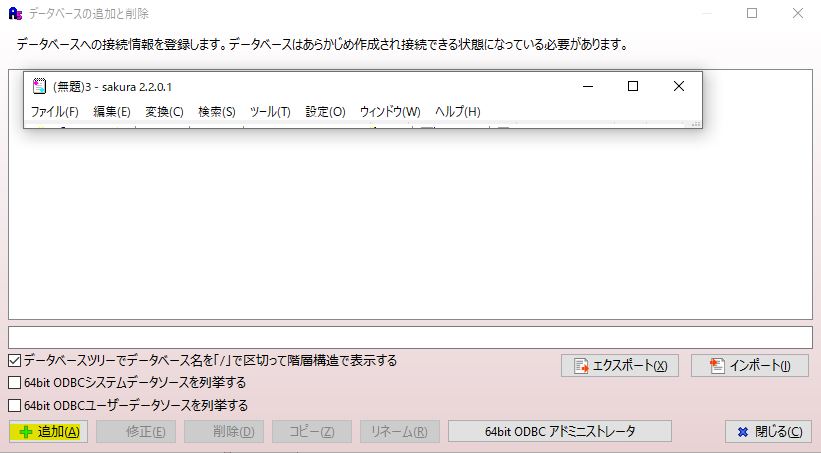 データベースの追加と削除
データベースへの接続情報を登録します。データベースはあらかじめ作成され接続できる状態になっている必要があります。
(無題)3 - sakura 2.2.0.1
ファイル(F) 編集(E) 変換(C) 検索(S) ツール(T) 設定(O) ウィンドウ(W) ヘルプ(H)
データベースツリーでデータベース名を「/」で区切って階層構造で表示する
エクスポート(X) インポート(I)
64bit ODBCシステムデータソースを列挙する
64bit ODBCユーザーデータソースを列挙する
追加(A) 修正(E) 削除(D) コピー(Z) リネーム(R) 64bit ODBC アドミニストレータ 閉じる(C)